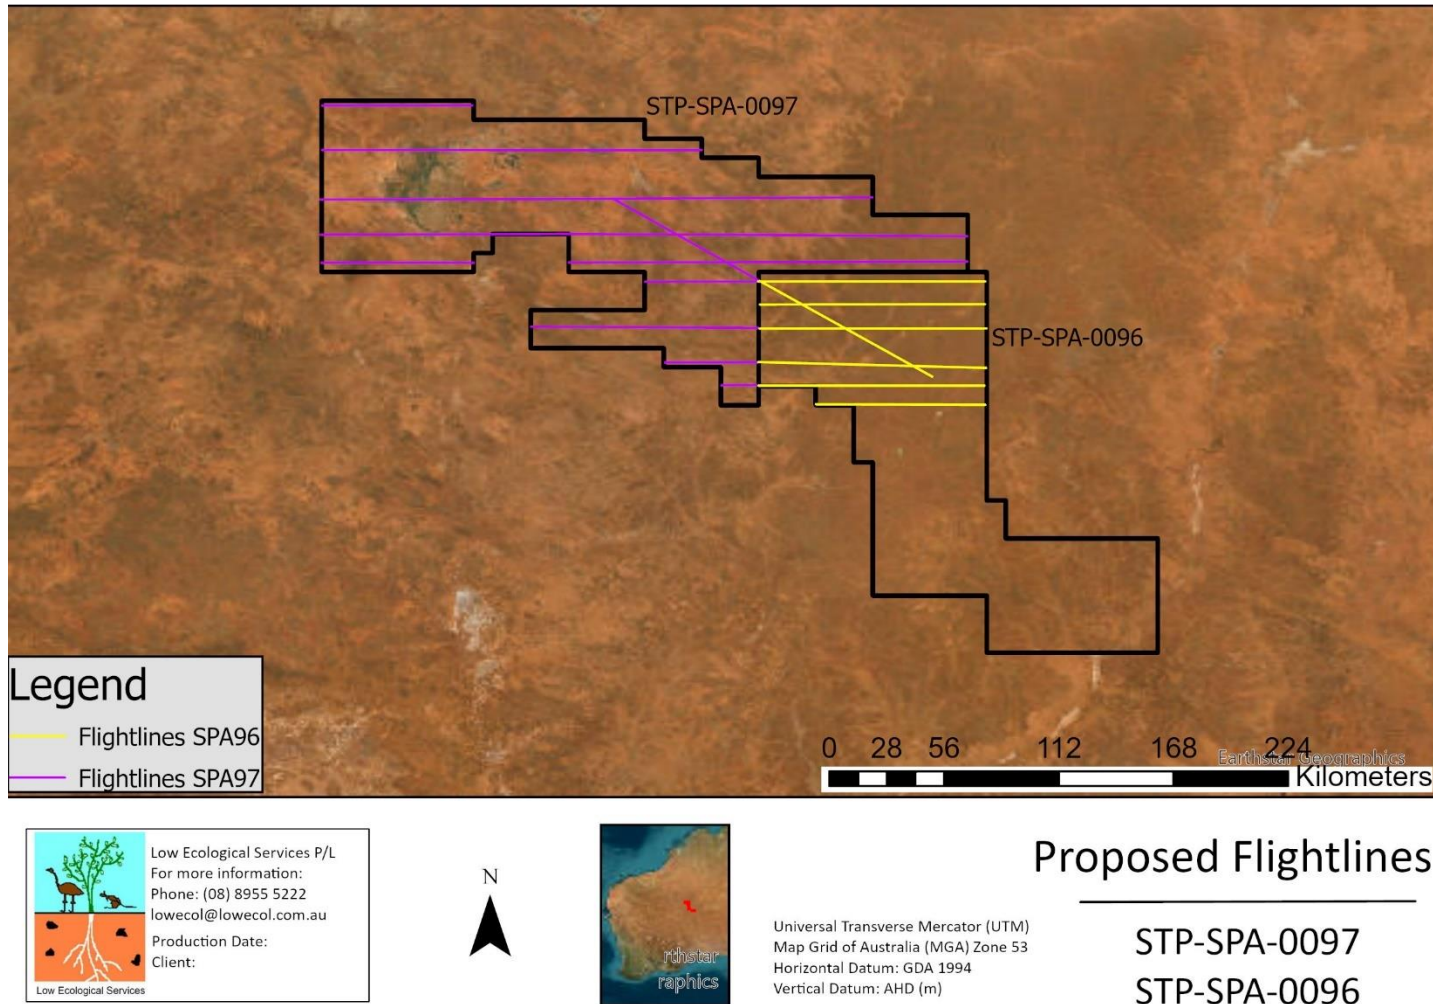 STP-SPA-0097
STP-SPA-0096
Legend
Flightlines SPA96
Flightlines SPA97
0 28 56 112 168 224
Earthstar Geographics
Kilometers
Low Ecological Services P/L
For more information:
Phone: (08) 8955 5222
lowecol@lowecol.com.au
Production Date:
Client:
Low Ecological Services
N
rthstar
raphics
Universal Transverse Mercator (UTM)
Map Grid of Australia (MGA) Zone 53
Horizontal Datum: GDA 1994
Vertical Datum: AHD (m)
Proposed Flightlines
STP-SPA-0097
STP-SPA-0096